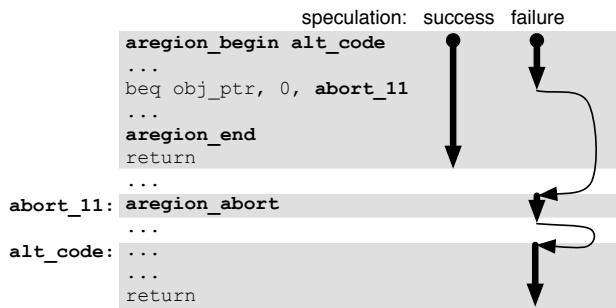 speculation: success failure
aregion_begin alt_code
...
beq obj_ptr, 0, abort_11
...
aregion_end
return
...
abort_11: aregion_abort
...
alt_code: ...
...
return